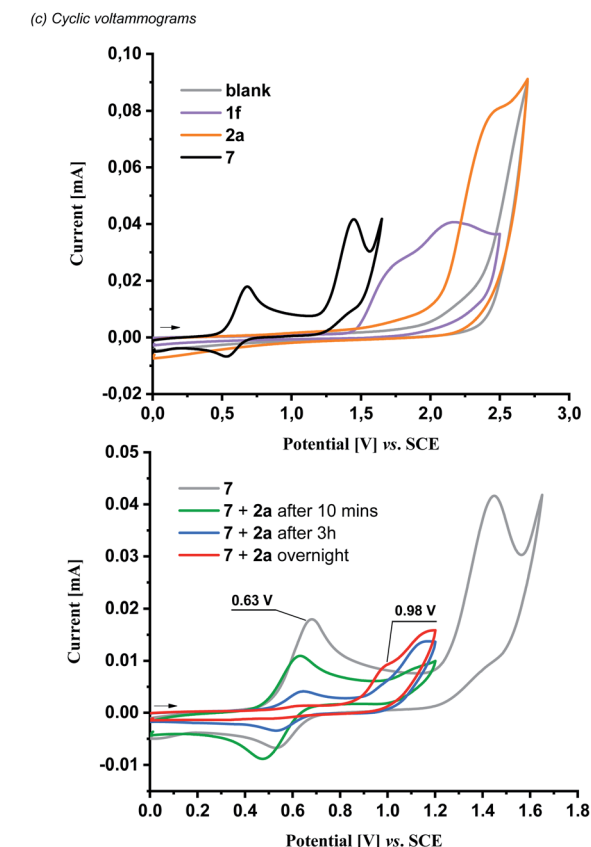 (c) Cyclic voltammograms
0,10
0,08
0,06
0,04
0,02
0,00
-0,02
Current [mA]
blank
1f
2a
7
0,0 0,5 1,0 1,5 2,0 2,5 3,0
Potential [V] vs. SCE
0.05
0.04
0.03
0.02
0.01
0.00
-0.01
Current [mA]
7
7 + 2a after 10 mins
7 + 2a after 3h
7 + 2a overnight
0.63 V
0.98 V
0.0 0.2 0.4 0.6 0.8 1.0 1.2 1.4 1.6 1.8
Potential [V] vs. SCE